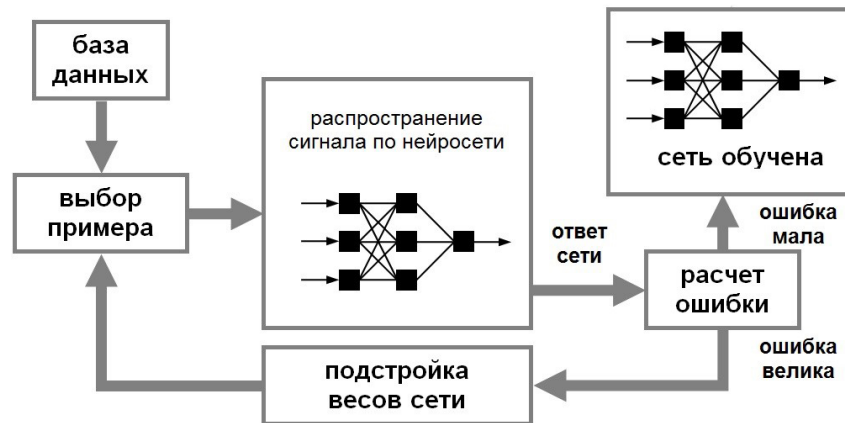 база
данных
выбор
примера
распространение
сигнала по нейросети
ответ
сети
расчет
ошибки
ошибка
мала
сеть обучена
ошибка
велика
подстройка
весов сети